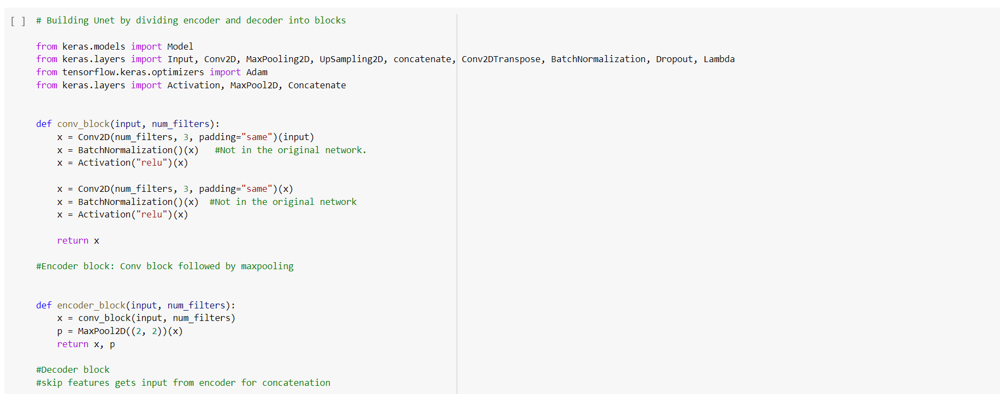 [ ] # Building Unet by dividing encoder and decoder into blocks
from keras.models import Model
from keras.layers import Input, Conv2D, MaxPooling2D, UpSampling2D, concatenate, Conv2DTranspose, BatchNormalization, Dropout, Lambda
from tensorflow.keras.optimizers import Adam
from keras.layers import Activation, MaxPool2D, Concatenate
def conv_block(input, num_filters):
    x = Conv2D(num_filters, 3, padding="same")(input)
    x = BatchNormalization()(x)   #Not in the original network.
    x = Activation("relu")(x)
    x = Conv2D(num_filters, 3, padding="same")(x)
    x = BatchNormalization()(x)  #Not in the original network
    x = Activation("relu")(x)
    return x
#Encoder block: Conv block followed by maxpooling
def encoder_block(input, num_filters):
    x = conv_block(input, num_filters)
    p = MaxPool2D((2, 2))(x)
    return x, p
#Decoder block
#skip features gets input from encoder for concatenation